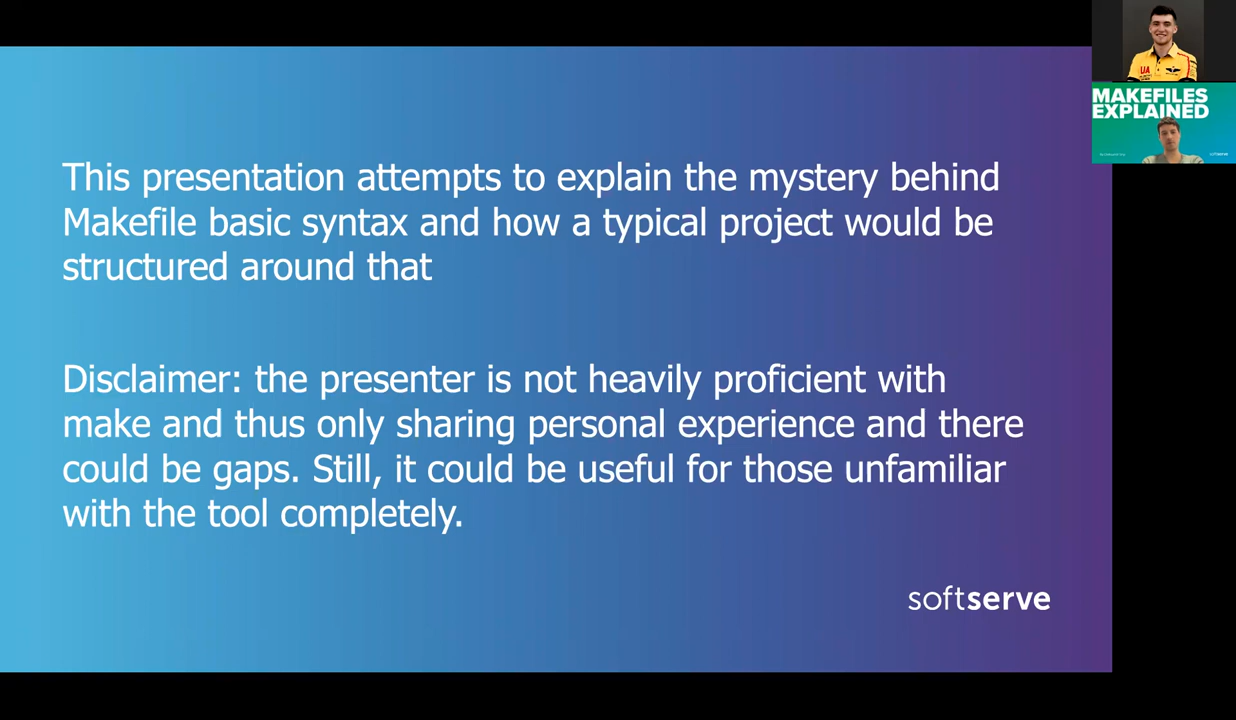 This presentation attempts to explain the mystery behind
Makefile basic syntax and how a typical project would be
structured around that
Disclaimer: the presenter is not heavily proficient with
make and thus only sharing personal experience and there
could be gaps. Still, it could be useful for those unfamiliar
with the tool completely.
softserve
UA
MAKEFILES
EXPLAINED
softserve